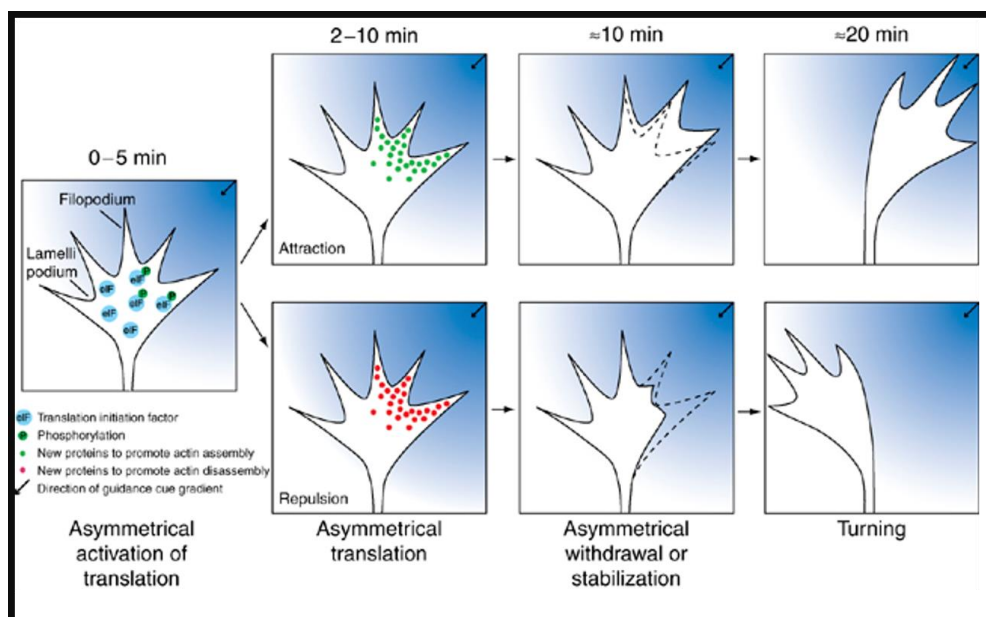 2–10 min
≈10 min
≈20 min
0–5 min
Filopodium
Lamelli
podium
eIF
P
eIF
eIF
P
eIF
P
eIF
eIF
Attraction
Repulsion
eIF Translation initiation factor
P Phosphorylation
New proteins to promote actin assembly
New proteins to promote actin disassembly
Direction of guidance cue gradient
Asymmetrical
activation of
translation
Asymmetrical
translation
Asymmetrical
withdrawal or
stabilization
Turning